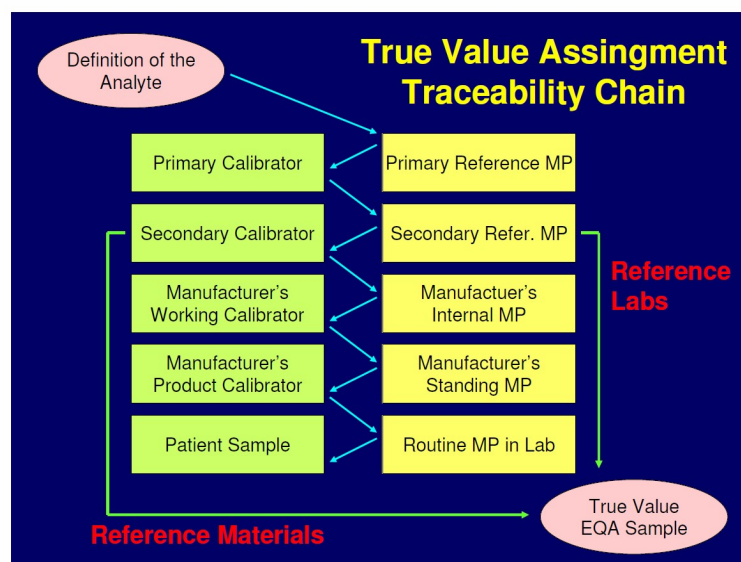 Definition of the
Analyte
True Value Assingment
Traceability Chain
Primary Calibrator
Primary Reference MP
Secondary Calibrator
Secondary Refer. MP
Reference
Labs
Manufacturer's
Working Calibrator
Manufactuer's
Internal MP
Manufacturer's
Product Calibrator
Manufacturer's
Standing MP
Patient Sample
Routine MP in Lab
True Value
EQA Sample
Reference Materials